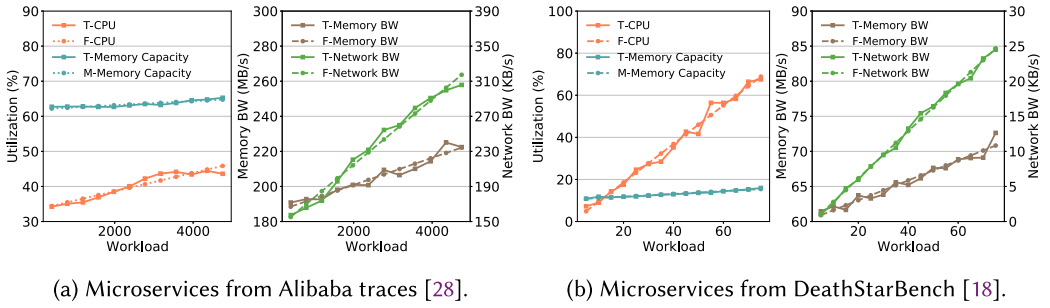 90
80
70
60
50
40
30
Utilization (%)
T-CPU
F-CPU
T-Memory Capacity
M-Memory Capacity
2000
4000
Workload
300
280
260
240
220
200
180
Memory BW (MB/s)
T-Memory BW
F-Memory BW
T-Network BW
F-Network BW
390
350
310
270
230
190
150
Network BW (KB/s)
2000
4000
Workload
100
80
60
40
20
0
Utilization (%)
T-CPU
F-CPU
T-Memory Capacity
M-Memory Capacity
20
40
60
Workload
90
85
80
75
70
65
60
Memory BW (MB/s)
T-Memory BW
F-Memory BW
T-Network BW
F-Network BW
30
25
20
15
10
5
0
Network BW (KB/s)
20
40
60
Workload
(a) Microservices from Alibaba traces [28].
(b) Microservices from DeathStarBench [18].